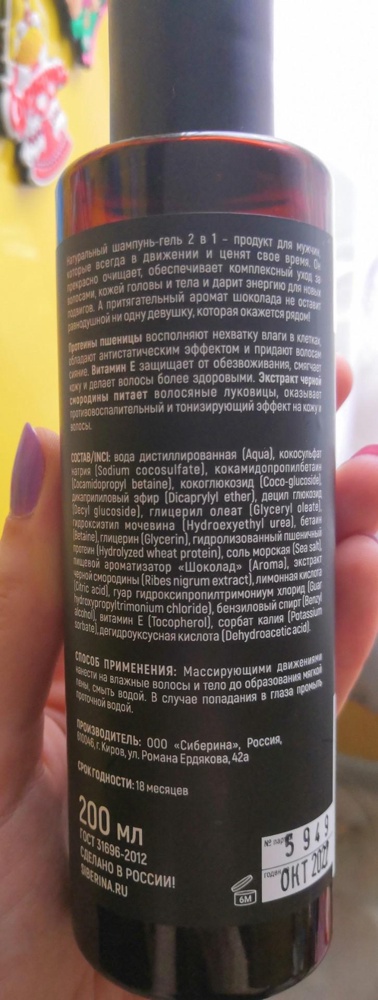 Натуральный шампунь-гель 2 в 1 – продукт для мужчин,
которые всегда в движении и ценят свое время. Он
прекрасно очищает, обеспечивает комплексный уход за
волосами, кожей головы и тела и дарит энергию для новых
подвигов. А притягательный аромат шоколада не оставит
равнодушной ни одну девушку, которая окажется рядом!
Протеины пшеницы восполняют нехватку влаги в клетках,
обладают антистатическим эффектом и придают волосам
сияние. Витамин Е защищает от обезвоживания, смягчает
кожу и делает волосы более здоровыми. Экстракт черной
смородины питает волосяные луковицы, оказывает
противовоспалительный и тонизирующий эффект на кожу и
волосы.
СОСТАВ/INCI: вода дистиллированная (Aqua), кокосульфат
натрия (Sodium cocosulfate), кокамидопропилбетаин
(Cocamidopropyl betaine), кокоглюкозид (Coco-glucoside),
дикаприлиловый эфир (Dicaprylyl ether), децил глюкозид
(Decyl glucoside), глицерил олеат (Glyceryl oleate),
гидроксиэтил мочевина (Hydroexyethyl urea), бетаин
(Betaine), глицерин (Glycerin), гидролизованный пшеничный
протеин (Hydrolyzed wheat protein), соль морская (Sea salt),
пищевой ароматизатор «Шоколад» (Aroma), экстракт
черной смородины (Ribes nigrum extract), лимонная кислота
(Citric acid), гуар гидроксипропилтримониум хлорид (Guar
hydroxypropyltrimonium chloride), бензиловый спирт (Benzyl
alcohol), витамин Е (Tocopherol), сорбат калия (Potassium
sorbate), дегидроуксусная кислота (Dehydroacetic acid).
СПОСОБ ПРИМЕНЕНИЯ: Массирующими движениями
нанести на влажные волосы и тело до образования мягкой
пены, смыть водой. В случае попадания в глаза промыть
проточной водой.
ПРОИЗВОДИТЕЛЬ: ООО «Сиберина», Россия,
610046, г. Киров, ул. Романа Ердякова, 42а
СРОК ГОДНОСТИ: 18 месяцев
200 мл
ГОСТ 31696-2012
СДЕЛАНО В РОССИИ!
SIBERINA.RU
6М
№ парт
5949
годен
ОКТ 202